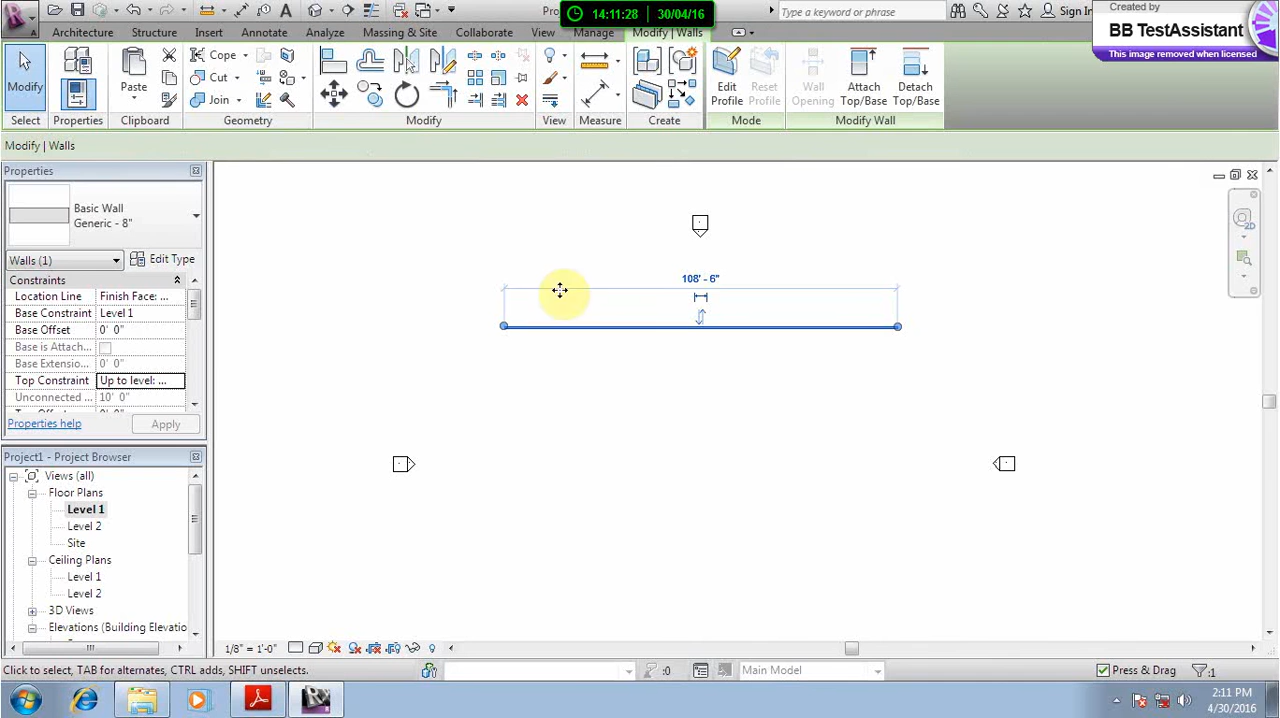 Proj
14:11:28 30/04/16
Type a keyword or phrase
Sign In
Created by
BB TestAssistant
This image removed when licensed
Architecture Structure Insert Annotate Analyze Massing & Site Collaborate View Manage Modify | Walls
Modify
Paste
Cope
Cut
Join
Edit Profile
Reset Profile
Wall Opening
Attach Top/Base
Detach Top/Base
Select Properties Clipboard Geometry Modify View Measure Create Mode Modify Wall
Modify | Walls
Properties
Basic Wall
Generic - 8"
Walls (1)
Edit Type
Constraints
Location Line Finish Face: ...
Base Constraint Level 1
Base Offset 0' 0"
Base is Attach...
Base Extensio... 0' 0"
Top Constraint Up to level: ...
Unconnected ... 10' 0"
Properties help
Apply
108' - 6"
2D
Project1 - Project Browser
Views (all)
Floor Plans
Level 1
Level 2
Site
Ceiling Plans
Level 1
Level 2
3D Views
Elevations (Building Elevatio
1/8" = 1'-0"
Click to select, TAB for alternates, CTRL adds, SHIFT unselects.
:0
Main Model
Press & Drag
:1
2:11 PM
4/30/2016